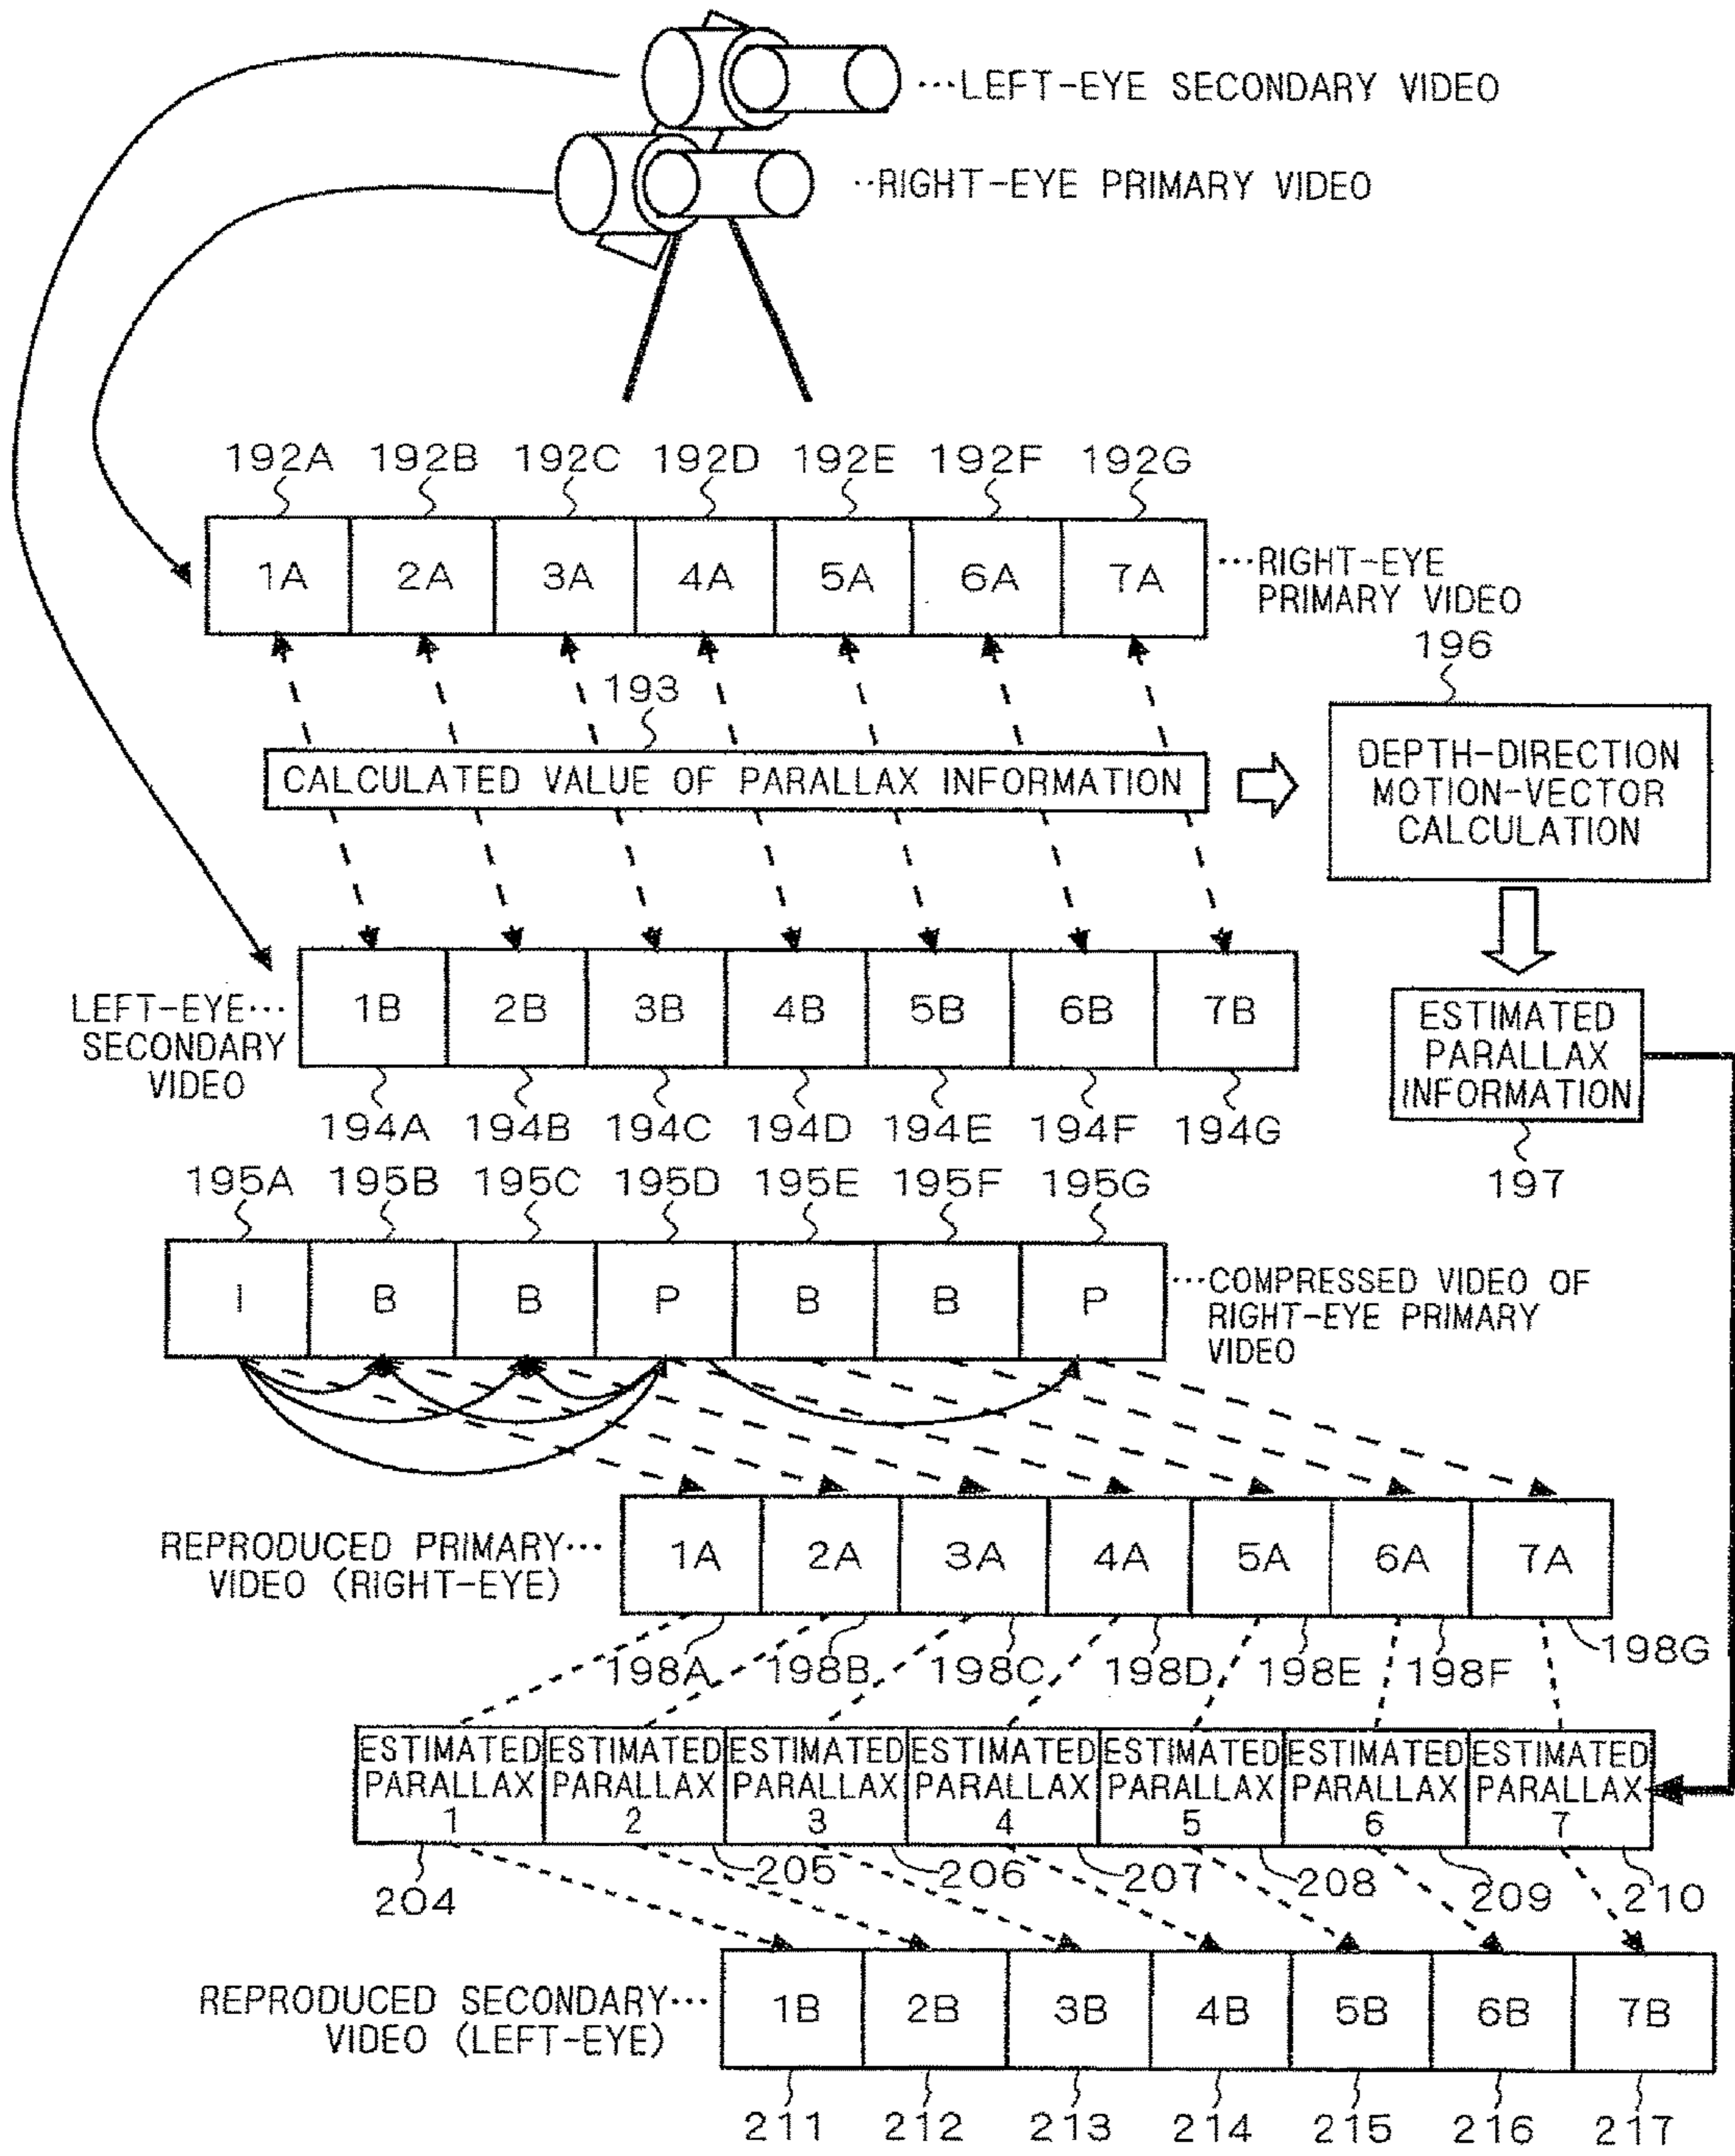 ···LEFT-EYE SECONDARY VIDEO
··RIGHT-EYE PRIMARY VIDEO
192A 192B 192C 192D 192E 192F 192G
1A 2A 3A 4A 5A 6A 7A
···RIGHT-EYE
PRIMARY VIDEO
193
196
CALCULATED VALUE OF PARALLAX INFORMATION
DEPTH-DIRECTION
MOTION-VECTOR
CALCULATION
LEFT-EYE···
SECONDARY
VIDEO
1B 2B 3B 4B 5B 6B 7B
194A 194B 194C 194D 194E 194F 194G
ESTIMATED
PARALLAX
INFORMATION
197
195A 195B 195C 195D 195E 195F 195G
I B B P B B P
···COMPRESSED VIDEO OF
RIGHT-EYE PRIMARY
VIDEO
REPRODUCED PRIMARY···
VIDEO (RIGHT-EYE)
1A 2A 3A 4A 5A 6A 7A
198A 198B 198C 198D 198E 198F 198G
ESTIMATED PARALLAX 1
ESTIMATED PARALLAX 2
ESTIMATED PARALLAX 3
ESTIMATED PARALLAX 4
ESTIMATED PARALLAX 5
ESTIMATED PARALLAX 6
ESTIMATED PARALLAX 7
204 205 206 207 208 209 210
REPRODUCED SECONDARY···
VIDEO (LEFT-EYE)
1B 2B 3B 4B 5B 6B 7B
211 212 213 214 215 216 217